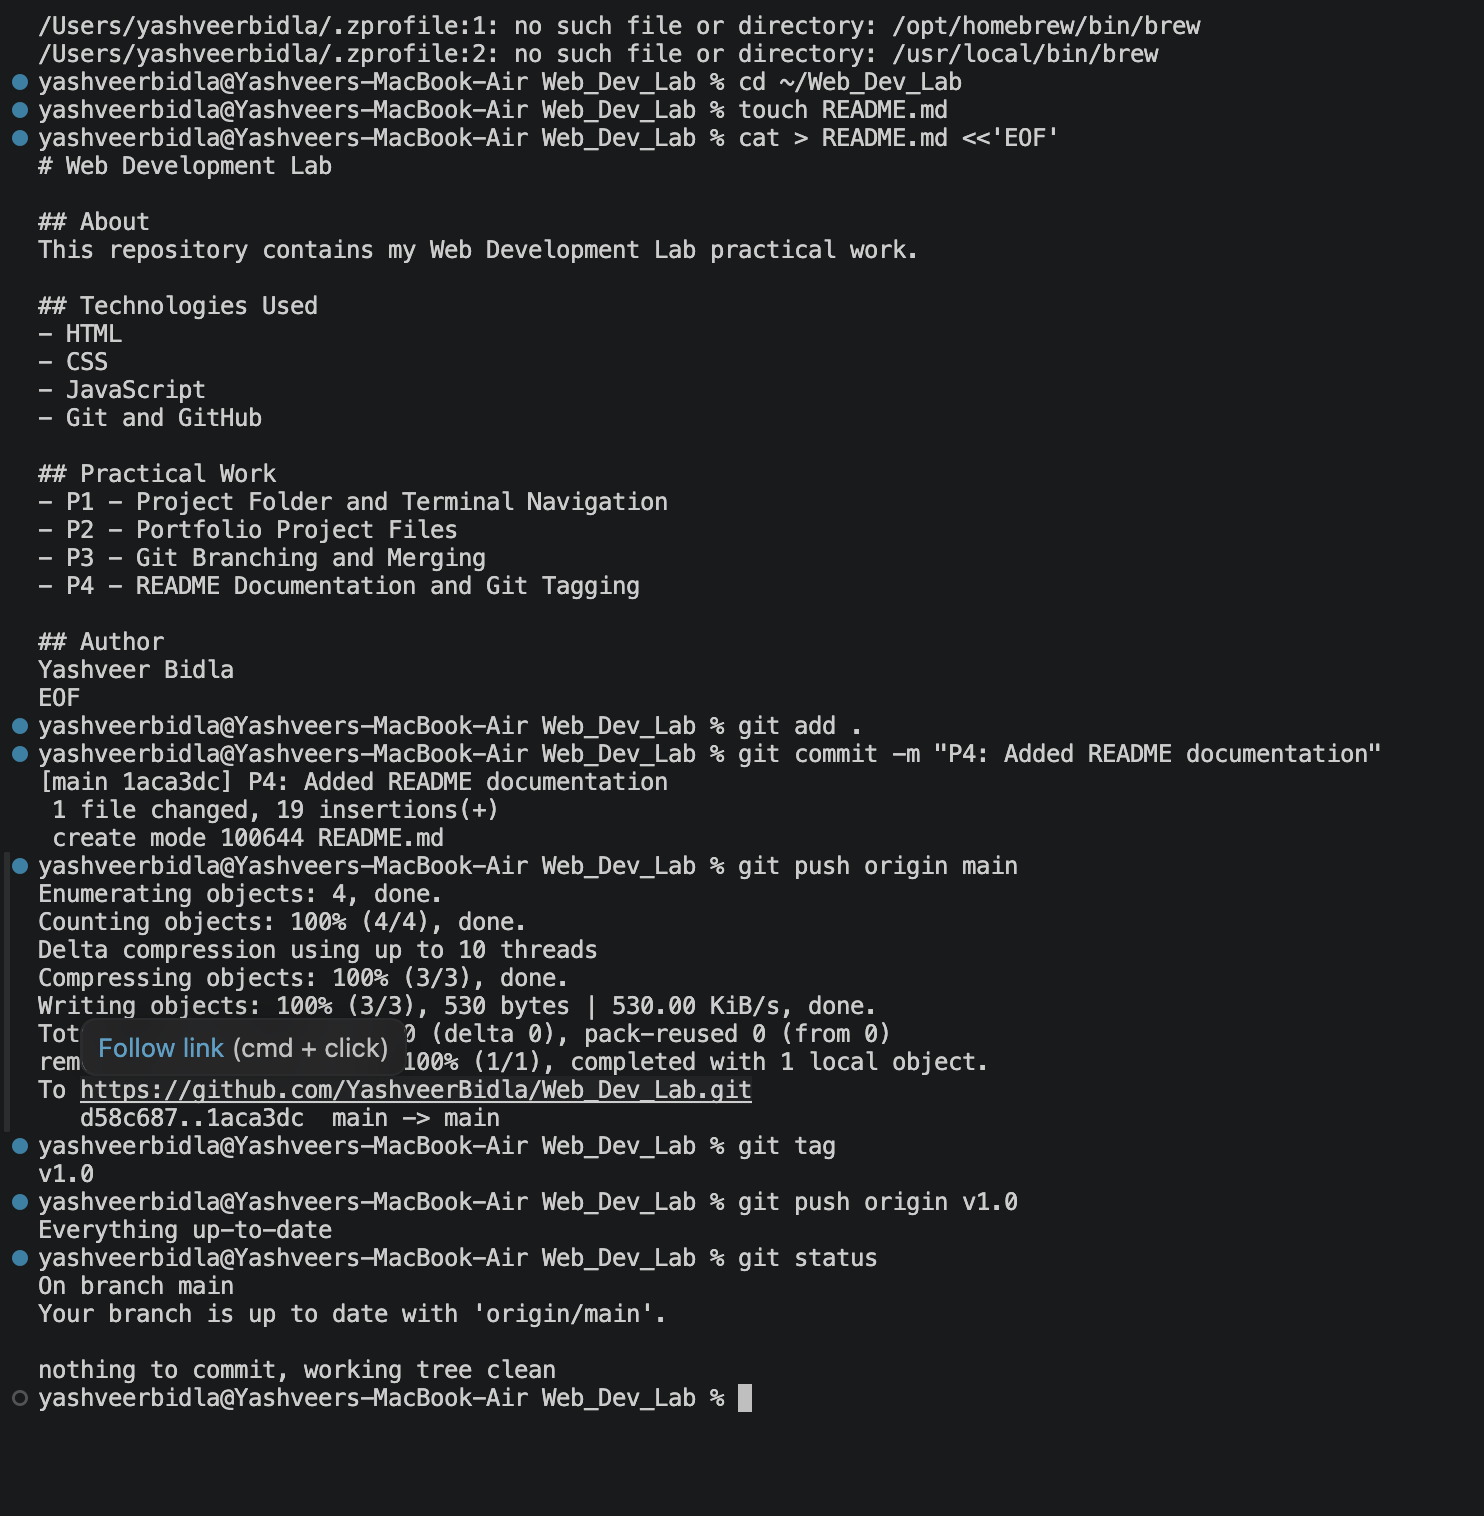 /Users/yashveerbidla/.zprofile:1: no such file or directory: /opt/homebrew/bin/brew
/Users/yashveerbidla/.zprofile:2: no such file or directory: /usr/local/bin/brew
yashveerbidla@Yashveers-MacBook-Air Web_Dev_Lab % cd ~/Web_Dev_Lab
yashveerbidla@Yashveers-MacBook-Air Web_Dev_Lab % touch README.md
yashveerbidla@Yashveers-MacBook-Air Web_Dev_Lab % cat > README.md <<'EOF'
# Web Development Lab

## About
This repository contains my Web Development Lab practical work.

## Technologies Used
- HTML
- CSS
- JavaScript
- Git and GitHub

## Practical Work
- P1 - Project Folder and Terminal Navigation
- P2 - Portfolio Project Files
- P3 - Git Branching and Merging
- P4 - README Documentation and Git Tagging

## Author
Yashveer Bidla
EOF
yashveerbidla@Yashveers-MacBook-Air Web_Dev_Lab % git add .
yashveerbidla@Yashveers-MacBook-Air Web_Dev_Lab % git commit -m "P4: Added README documentation"
[main 1aca3dc] P4: Added README documentation
 1 file changed, 19 insertions(+)
 create mode 100644 README.md
yashveerbidla@Yashveers-MacBook-Air Web_Dev_Lab % git push origin main
Enumerating objects: 4, done.
Counting objects: 100% (4/4), done.
Delta compression using up to 10 threads
Compressing objects: 100% (3/3), done.
Writing objects: 100% (3/3), 530 bytes | 530.00 KiB/s, done.
Tot 0 (delta 0), pack-reused 0 (from 0)
Follow link (cmd + click)
rem 100% (1/1), completed with 1 local object.
To https://github.com/YashveerBidla/Web_Dev_Lab.git
   d58c687..1aca3dc  main -> main
yashveerbidla@Yashveers-MacBook-Air Web_Dev_Lab % git tag
v1.0
yashveerbidla@Yashveers-MacBook-Air Web_Dev_Lab % git push origin v1.0
Everything up-to-date
yashveerbidla@Yashveers-MacBook-Air Web_Dev_Lab % git status
On branch main
Your branch is up to date with 'origin/main'.

nothing to commit, working tree clean
yashveerbidla@Yashveers-MacBook-Air Web_Dev_Lab %